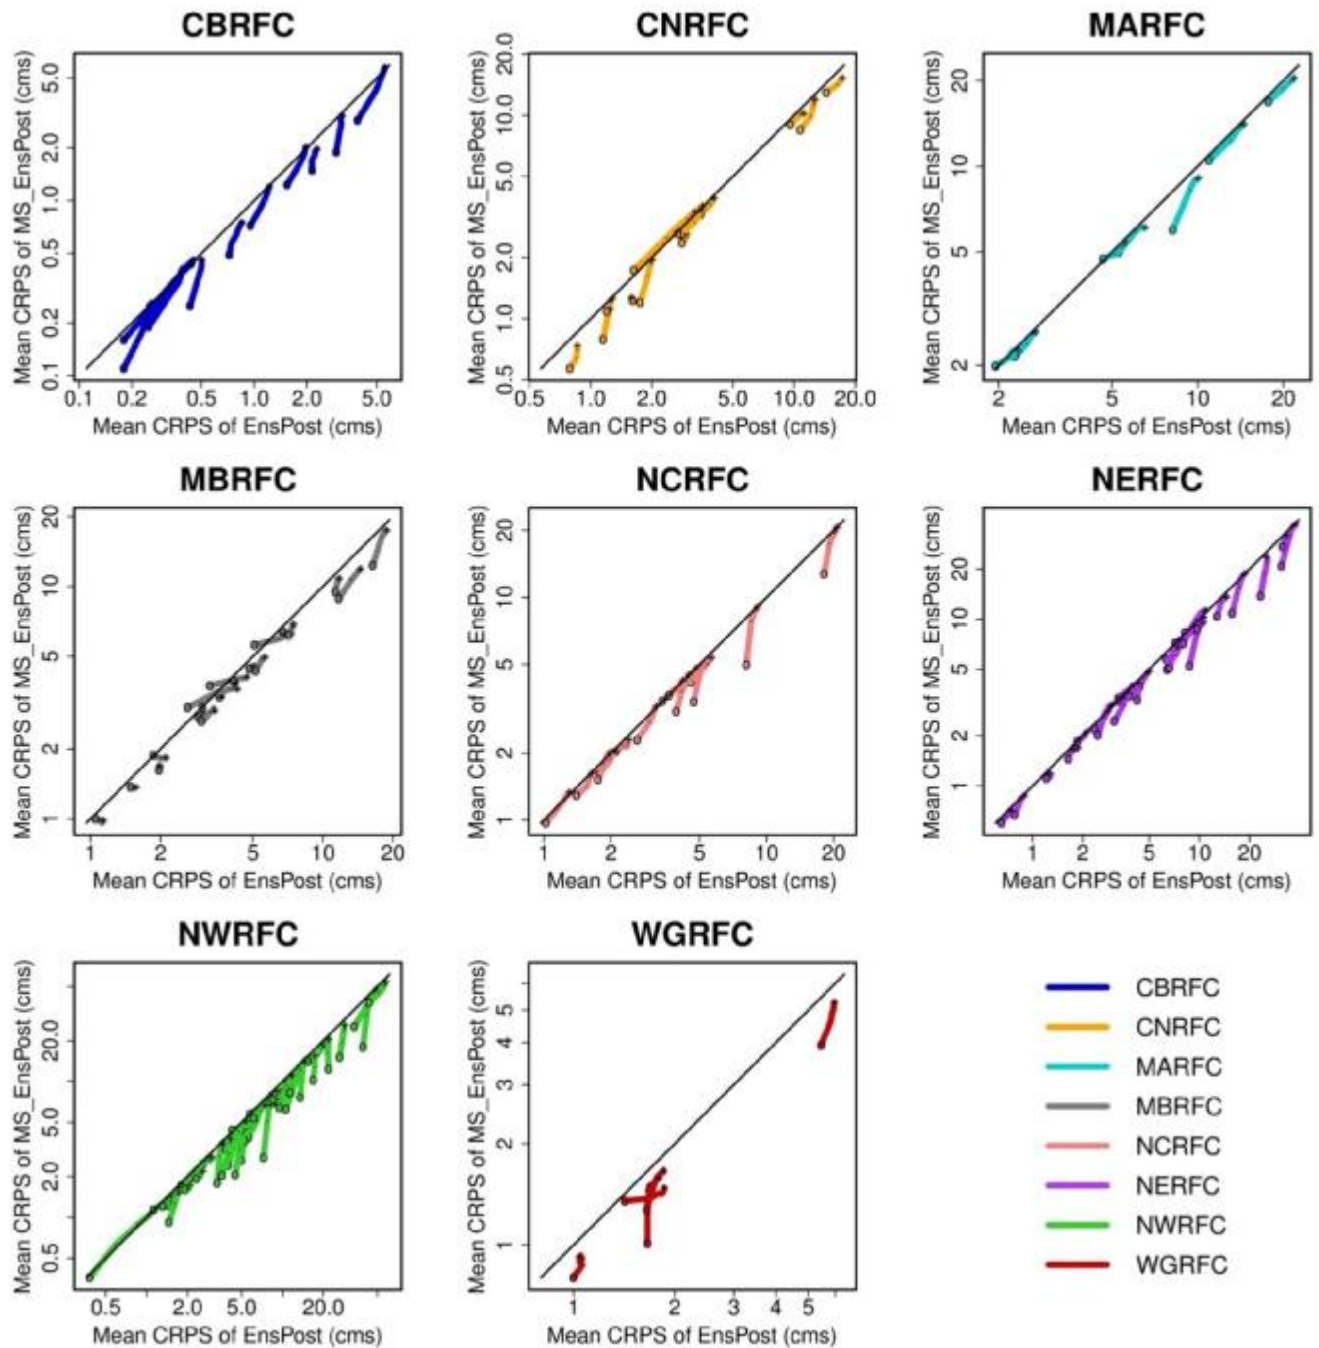 CBRFC
CNRFC
MARFC
Mean CRPS of MS_EnsPost (cms)
5.0
2.0
1.0
0.5
0.2
0.1
0.1 0.2 0.5 1.0 2.0 5.0
Mean CRPS of EnsPost (cms)
Mean CRPS of MS_EnsPost (cms)
20.0
10.0
5.0
2.0
1.0
0.5
0.5 1.0 2.0 5.0 10.0 20.0
Mean CRPS of EnsPost (cms)
Mean CRPS of MS_EnsPost (cms)
20
10
5
2
2 5 10 20
Mean CRPS of EnsPost (cms)
MBRFC
NCRFC
NERFC
Mean CRPS of MS_EnsPost (cms)
20
10
5
2
1
1 2 5 10 20
Mean CRPS of EnsPost (cms)
Mean CRPS of MS_EnsPost (cms)
20
10
5
2
1
1 2 5 10 20
Mean CRPS of EnsPost (cms)
Mean CRPS of MS_EnsPost (cms)
20
10
5
2
1
1 2 5 10 20
Mean CRPS of EnsPost (cms)
NWRFC
WGRFC
Mean CRPS of MS_EnsPost (cms)
20.0
5.0
2.0
0.5
0.5 2.0 5.0 20.0
Mean CRPS of EnsPost (cms)
Mean CRPS of MS_EnsPost (cms)
5
4
3
2
1
1 2 3 4 5
Mean CRPS of EnsPost (cms)
CBRFC
CNRFC
MARFC
MBRFC
NCRFC
NERFC
NWRFC
WGRFC